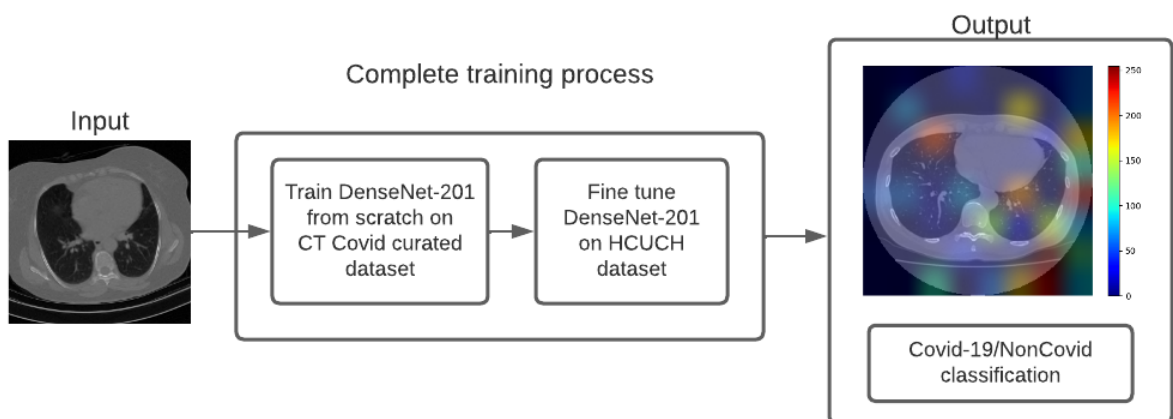 Output
Complete training process
Input
Train DenseNet-201
from scratch on
CT Covid curated
dataset
Fine tune
DenseNet-201
on HCUCH
dataset
250
200
150
100
50
0
Covid-19/NonCovid
classification